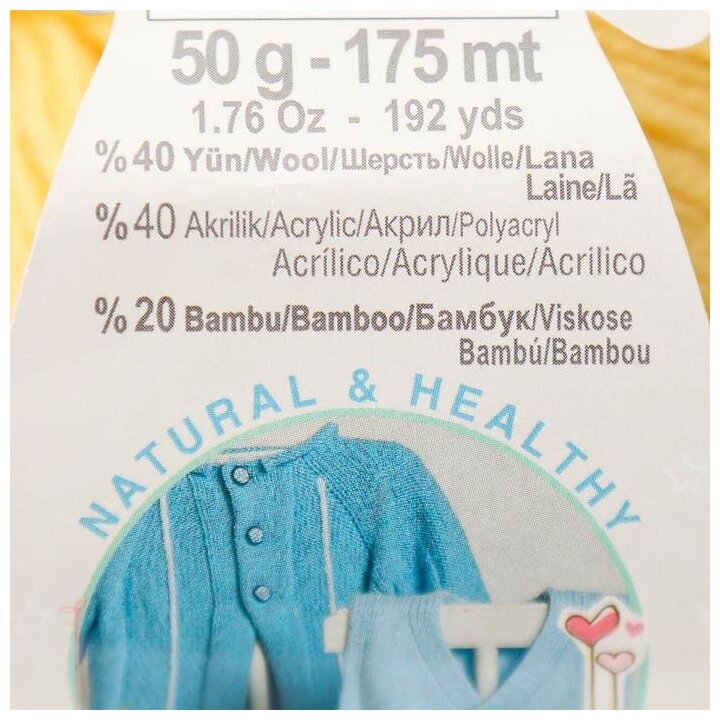 50 g - 175 mt
1.76 Oz - 192 yds
%40 Yün/Wool/Шерсть/Wolle/Lana
Laine/Lã
%40 Akrilik/Acrylic/Акрил/Polyacryl
Acrílico/Acrylique/Acrílico
%20 Bambu/Bamboo/Бамбук/Viskose
Bambú/Bambou
NATURAL & HEALTHY